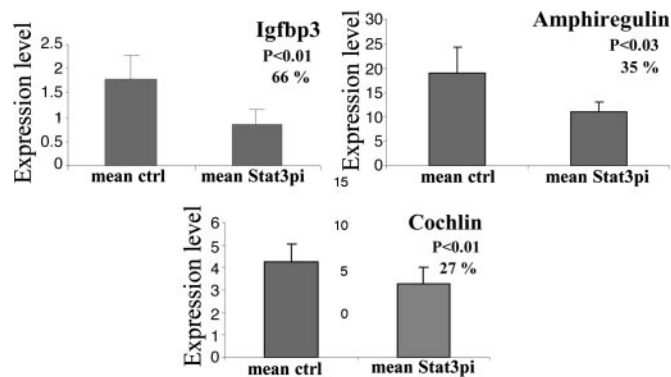 Igfbp3
P<0.01
66 %
Expression level
2.5
2
1.5
1
0.5
0
mean ctrl
mean Stat3pi
Amphiregulin
P<0.03
35 %
Expression level
30
25
20
15
10
5
0
mean ctrl
mean Stat3pi
15
10
5
0
Cochlin
P<0.01
27 %
Expression level
6
5
4
3
2
1
0
mean ctrl
mean Stat3pi